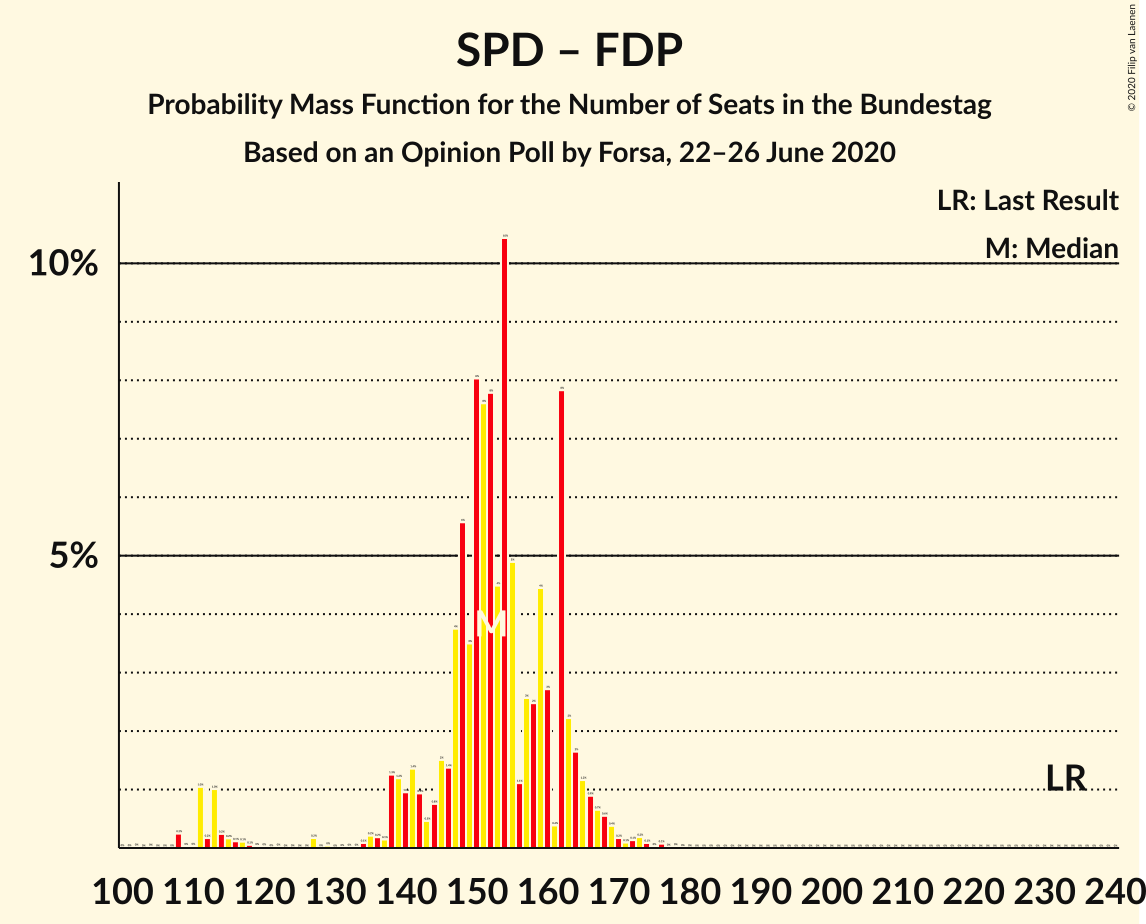 SPD – FDP
Probability Mass Function for the Number of Seats in the Bundestag
Based on an Opinion Poll by Forsa, 22–26 June 2020
© 2020 Filip van Laenen
LR: Last Result
M: Median
10%
5%
M
LR
100 110 120 130 140 150 160 170 180 190 200 210 220 230 240